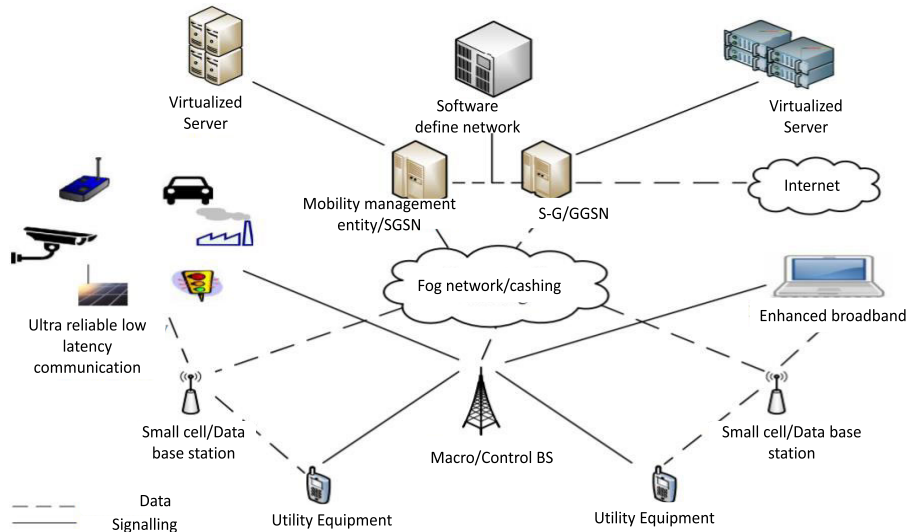 Virtualized
Server
Software
define network
Virtualized
Server
Mobility management
entity/SGSN
S-G/GGSN
Internet
Fog network/cashing
Ultra reliable low
latency
communication
Enhanced broadband
Small cell/Data
base station
Macro/Control BS
Small cell/Data base
station
Utility Equipment
Utility Equipment
Data
Signalling